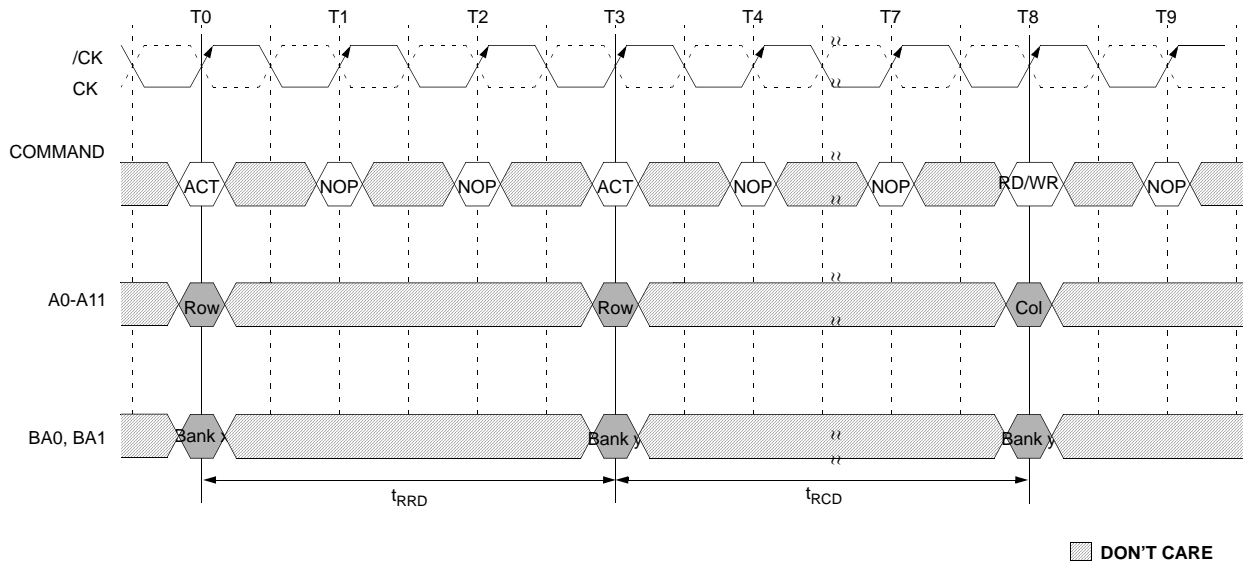 T0 T1 T2 T3 T4 T7 T8 T9
/CK
CK
COMMAND
ACT NOP NOP ACT NOP NOP RD/WR NOP
A0-A11
Row Row Col
BA0, BA1
Bank x Bank y Bank y
tRRD tRCD
DON'T CARE